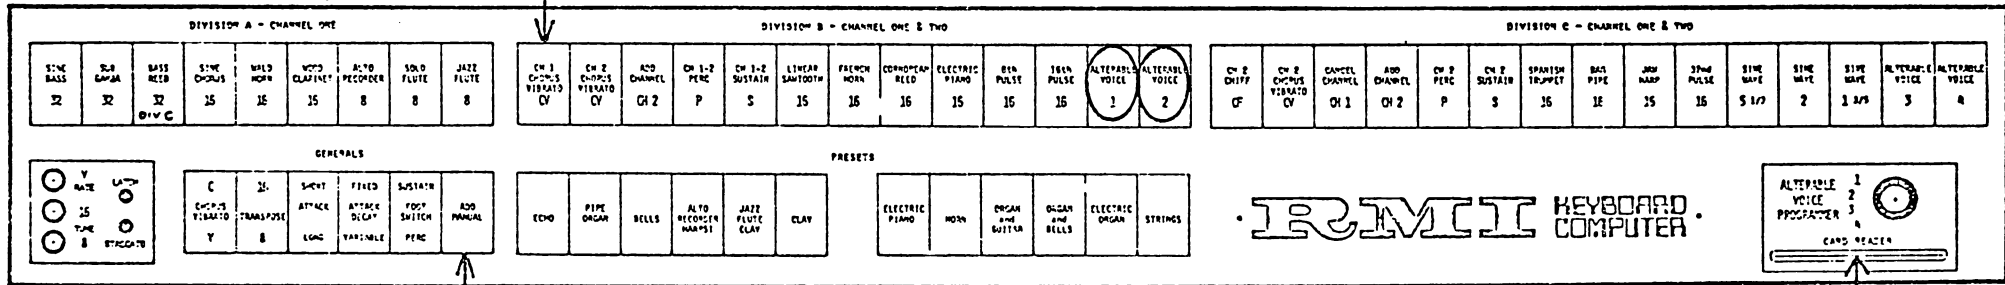 DIVISION A - CHANNEL ONE
DIVISION B - CHANNEL ONE & TWO
DIVISION C - CHANNEL ONE & TWO
SINE BASS 32
SUB GAMBA 32
BASS REED 32 DIV C
SINE CHORUS 16
WALD HORN 16
WOOD CLARINET 16
ALTO RECORDER 8
SOLO FLUTE 8
JAZZ FLUTE 8
CH 1 CHORUS VIBRATO CV
CH 2 CHORUS VIBRATO CV
ADD CHANNEL CH 2
CH 1-2 PERC P
CH 1-2 SUSTAIN S
LINEAR SAWTOOTH 16
FRENCH HORN 16
CORNOPEAN REED 16
ELECTRIC PIANO 16
8TH PULSE 16
16TH PULSE 16
ALTERABLE VOICE 1
ALTERABLE VOICE 2
CH 2 CHIFF CF
CH 2 CHORUS VIBRATO CV
CANCEL CHANNEL CH 1
ADD CHANNEL CH 2
CH 2 PERC P
CH 2 SUSTAIN S
SPANISH TRUMPET 16
BAG PIPE 16
JAW HARP 16
32ND PULSE 16
SINE WAVE 5 1/3
SINE WAVE 2
SINE WAVE 1 3/5
ALTERABLE VOICE 3
ALTERABLE VOICE 4
GENERALS
PRESETS
V RATE
LATCH
16
TUNE
8
STACCATO
C CHORUS VIBRATO V
16 TRANSPOSE 8
SHORT ATTACK LONG
FIXED ATTACK DECAY VARIABLE
SUSTAIN FOOT SWITCH PERC
ADD MANUAL
ECHO
PIPE ORGAN
BELLS
ALTO RECORDER HARPSI
JAZZ FLUTE CLAV
CLAV
ELECTRIC PIANO
HORN
ORGAN and GUITAR
ORGAN and BELLS
ELECTRIC ORGAN
STRINGS
RMI KEYBOARD COMPUTER
ALTERABLE VOICE PROGRAMMER
1
2
3
4
CARD READER